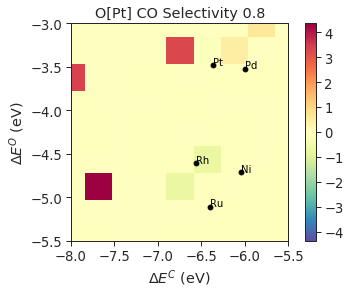 O[Pt] CO Selectivity 0.8
−3.0
−3.5
−4.0
−4.5
−5.0
−5.5
ΔE^O (eV)
Pt
Pd
Rh
Ni
Ru
−8.0 −7.5 −7.0 −6.5 −6.0 −5.5
ΔE^C (eV)
4
3
2
1
0
−1
−2
−3
−4